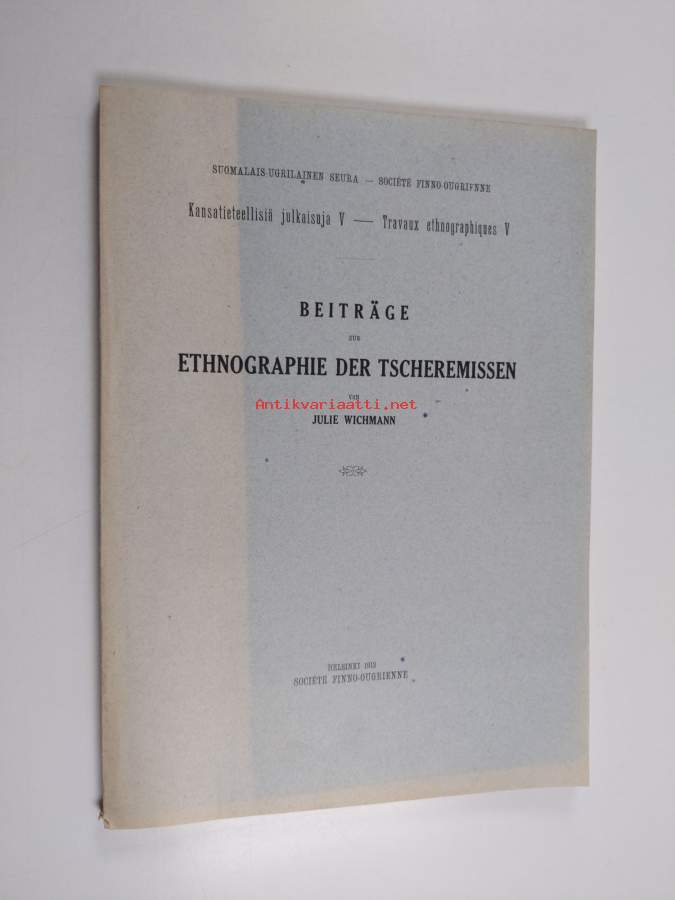 SUOMALAIS-UGRILAINEN SEURA — SOCIÉTÉ FINNO-OUGRIENNE
Kansatieteellisiä julkaisuja V — Travaux ethnographiques V
BEITRÄGE
ZUR
ETHNOGRAPHIE DER TSCHEREMISSEN
VON
Antikvariaatti.net
JULIE WICHMANN
HELSINKI 1913
SOCIÉTÉ FINNO-OUGRIENNE